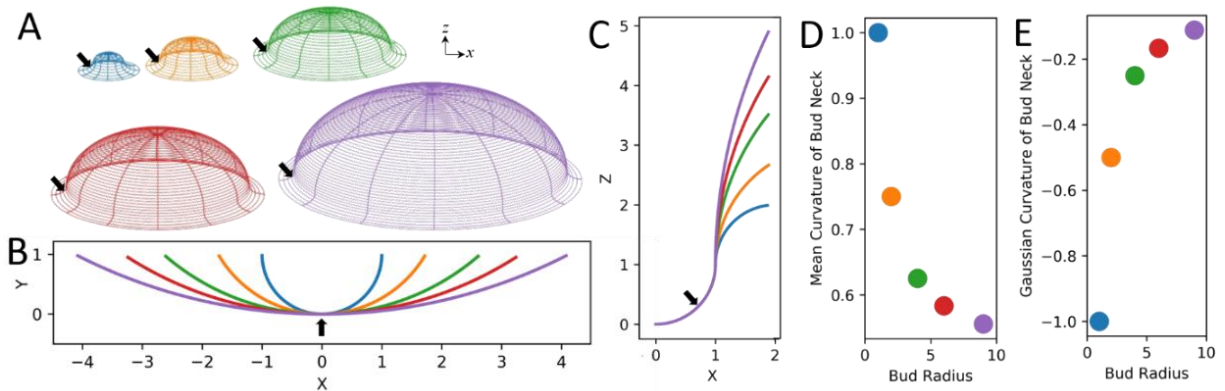 A
z
x
B
Y
1
0
−4
−3
−2
−1
0
1
2
3
4
X
C
Z
5
4
3
2
1
0
0
1
2
X
D
Mean Curvature of Bud Neck
1.0
0.9
0.8
0.7
0.6
0
5
10
Bud Radius
E
Gaussian Curvature of Bud Neck
−0.2
−0.4
−0.6
−0.8
−1.0
0
5
10
Bud Radius